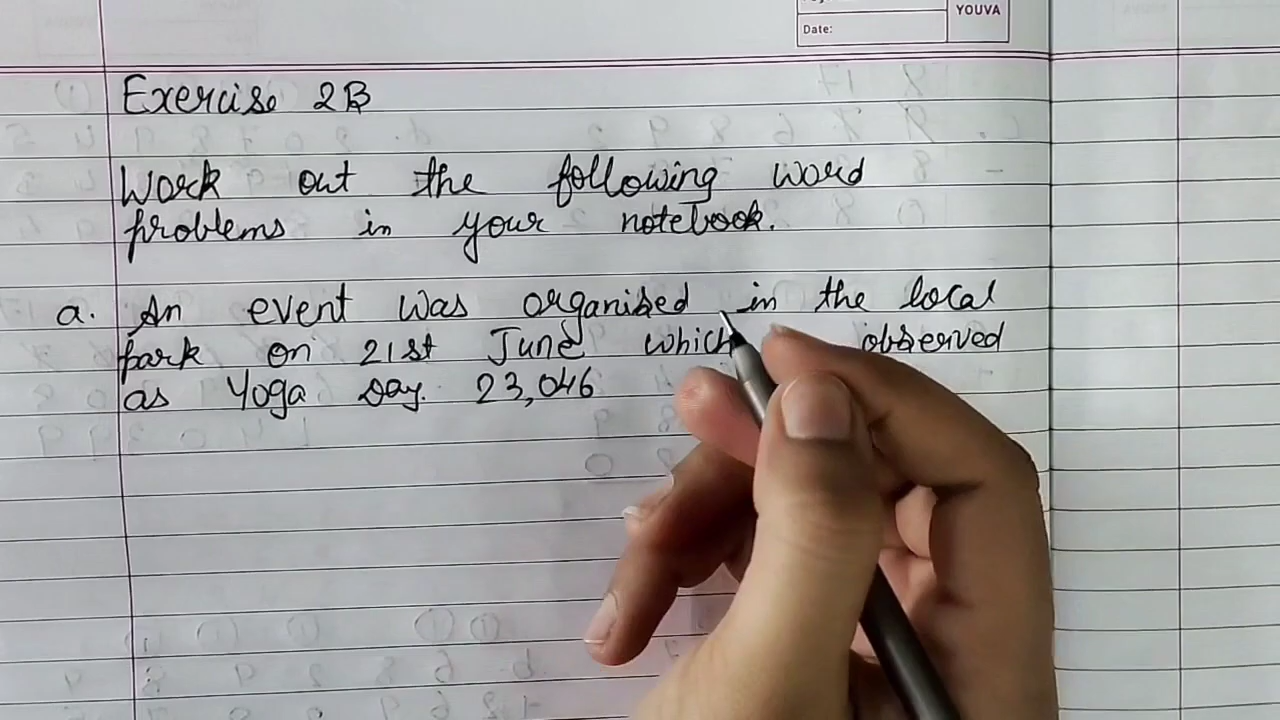 YOUVA
Date:
Exercise 2B
Work out the following word
problems in your notebook.
a. An event was organised in the local
park on 21st June which observed
as Yoga Day. 23,046